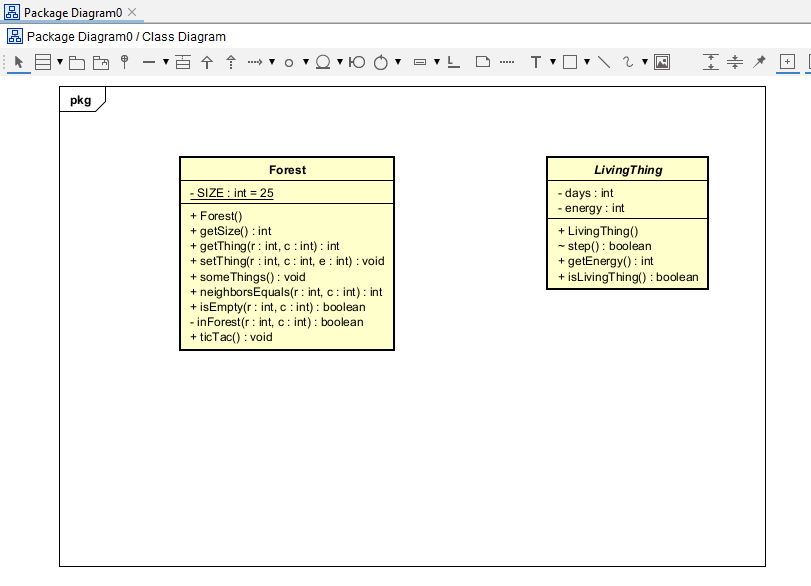 Package Diagram0
Package Diagram0 / Class Diagram
pkg
Forest
- SIZE : int = 25
+ Forest()
+ getSize() : int
+ getThing(r : int, c : int) : int
+ setThing(r : int, c : int, e : int) : void
+ someThings() : void
+ neighborsEquals(r : int, c : int) : int
+ isEmpty(r : int, c : int) : boolean
- inForest(r : int, c : int) : boolean
+ ticTac() : void
LivingThing
- days : int
- energy : int
+ LivingThing()
~ step() : boolean
+ getEnergy() : int
+ isLivingThing() : boolean